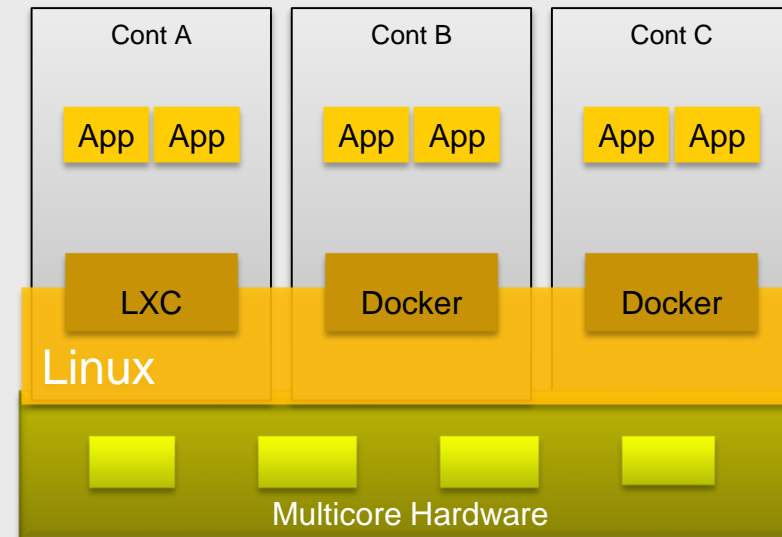 Cont A
Cont B
Cont C
App App
App App
App App
LXC
Docker
Docker
Linux
Multicore Hardware